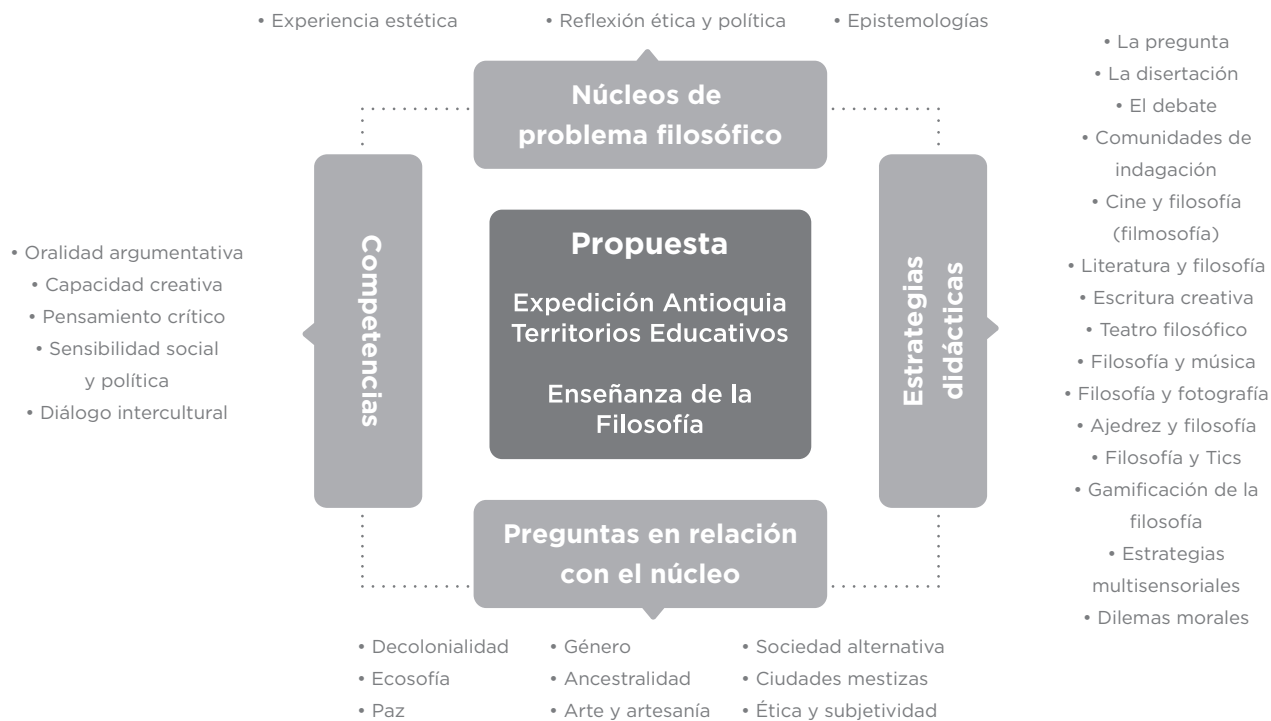 • Experiencia estética
• Reflexión ética y política
• Epistemologías
Núcleos de
problema filosófico
Competencias
• Oralidad argumentativa
• Capacidad creativa
• Pensamiento crítico
• Sensibilidad social
y política
• Diálogo intercultural
Propuesta
Expedición Antioquia
Territorios Educativos
Enseñanza de la
Filosofía
Estrategias
didácticas
• La pregunta
• La disertación
• El debate
• Comunidades de
indagación
• Cine y filosofía
(filmosofía)
• Literatura y filosofía
• Escritura creativa
• Teatro filosófico
• Filosofía y música
• Filosofía y fotografía
• Ajedrez y filosofía
• Filosofía y Tics
• Gamificación de la
filosofía
• Estrategias
multisensoriales
• Dilemas morales
Preguntas en relación
con el núcleo
• Decolonialidad
• Ecosofía
• Paz
• Género
• Ancestralidad
• Arte y artesanía
• Sociedad alternativa
• Ciudades mestizas
• Ética y subjetividad